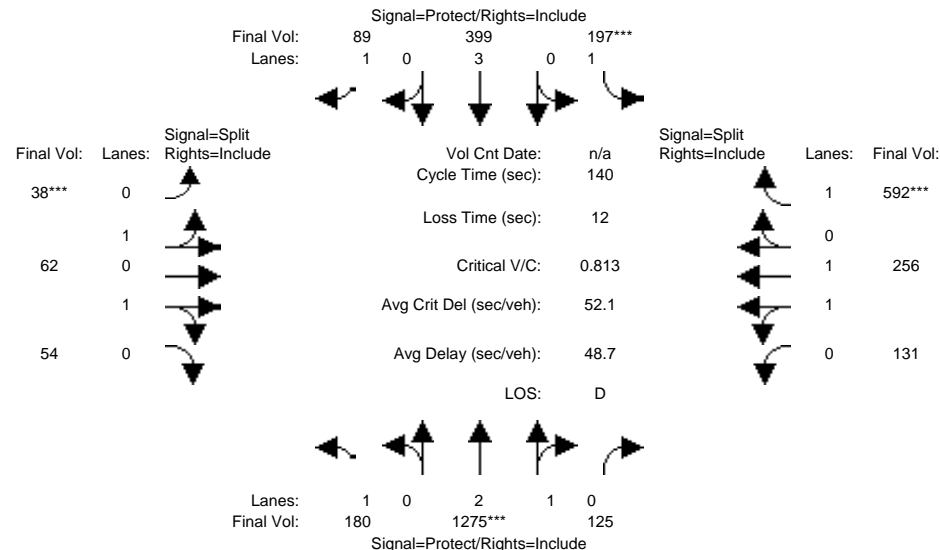 Signal=Protect/Rights=Include
Final Vol: 89 399 197***
Lanes: 1 0 3 0 1
Signal=Split
Final Vol: Lanes: Rights=Include
Vol Cnt Date: n/a
Signal=Split
Rights=Include Lanes: Final Vol:
Cycle Time (sec): 140
38*** 0
1 592***
Loss Time (sec): 12
1
0
62 0
Critical V/C: 0.813
1 256
1
Avg Crit Del (sec/veh): 52.1
1
54 0
Avg Delay (sec/veh): 48.7
0 131
LOS: D
Lanes: 1 0 2 1 0
Final Vol: 180 1275*** 125
Signal=Protect/Rights=Include